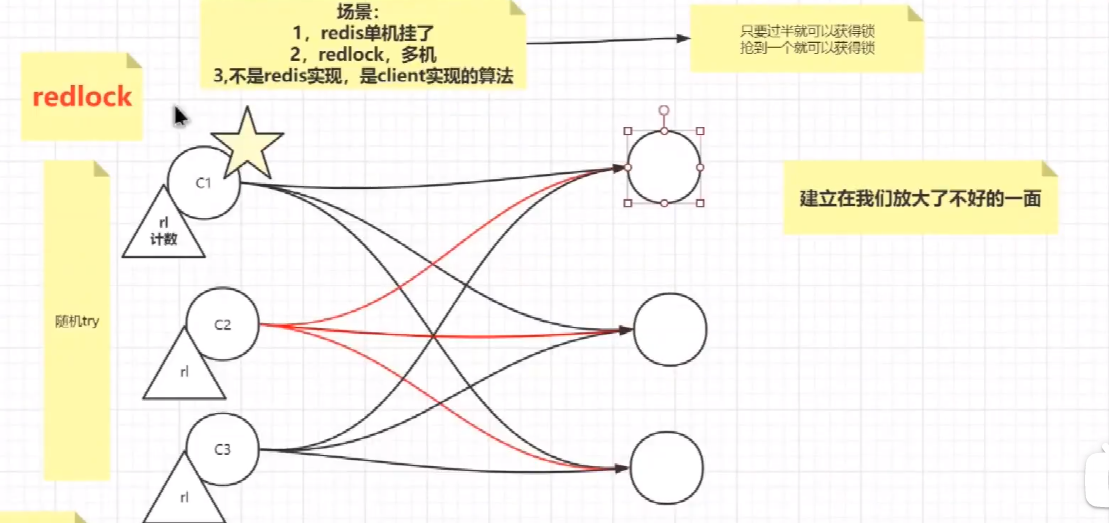 场景：
1，redis单机挂了
2，redlock，多机
3,不是redis实现，是client实现的算法
只要过半就可以获得锁
抢到一个就可以获得锁
redlock
C1
rl
计数
建立在我们放大了不好的一面
随机try
C2
rl
C3
rl